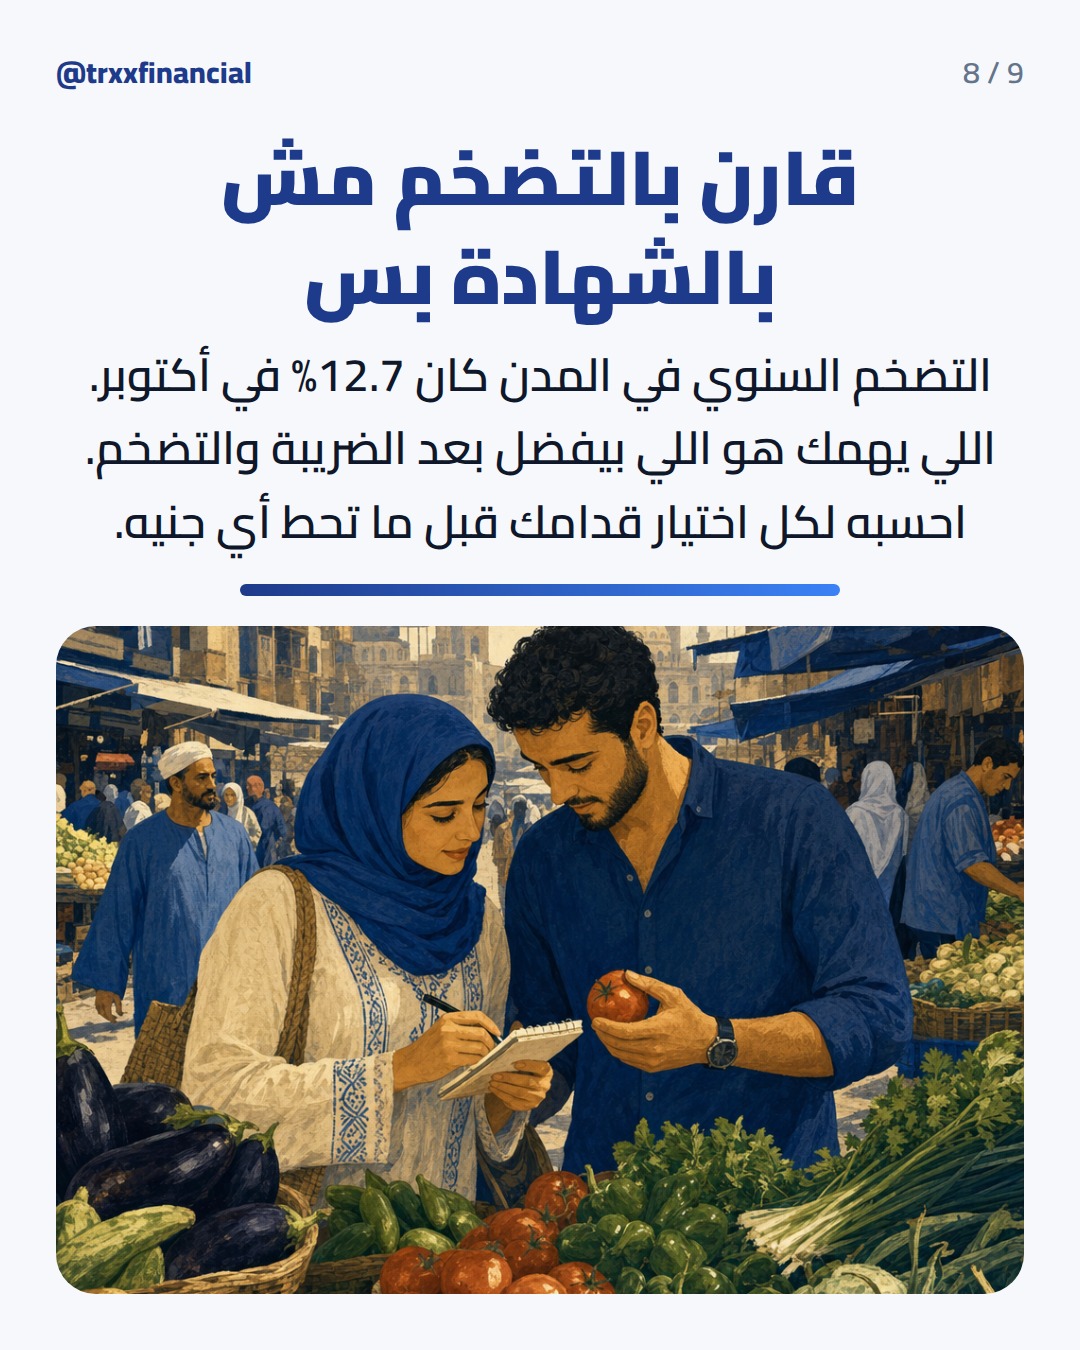 @trxxfinancial
8 / 9
قارن بالتضخم مش
بالشهادة بس
التضخم السنوي في المدن كان 12.7% في أكتوبر.
اللي يهمك هو اللي بيفضل بعد الضريبة والتضخم.
احسبه لكل اختيار قدامك قبل ما تحط أي جنيه.